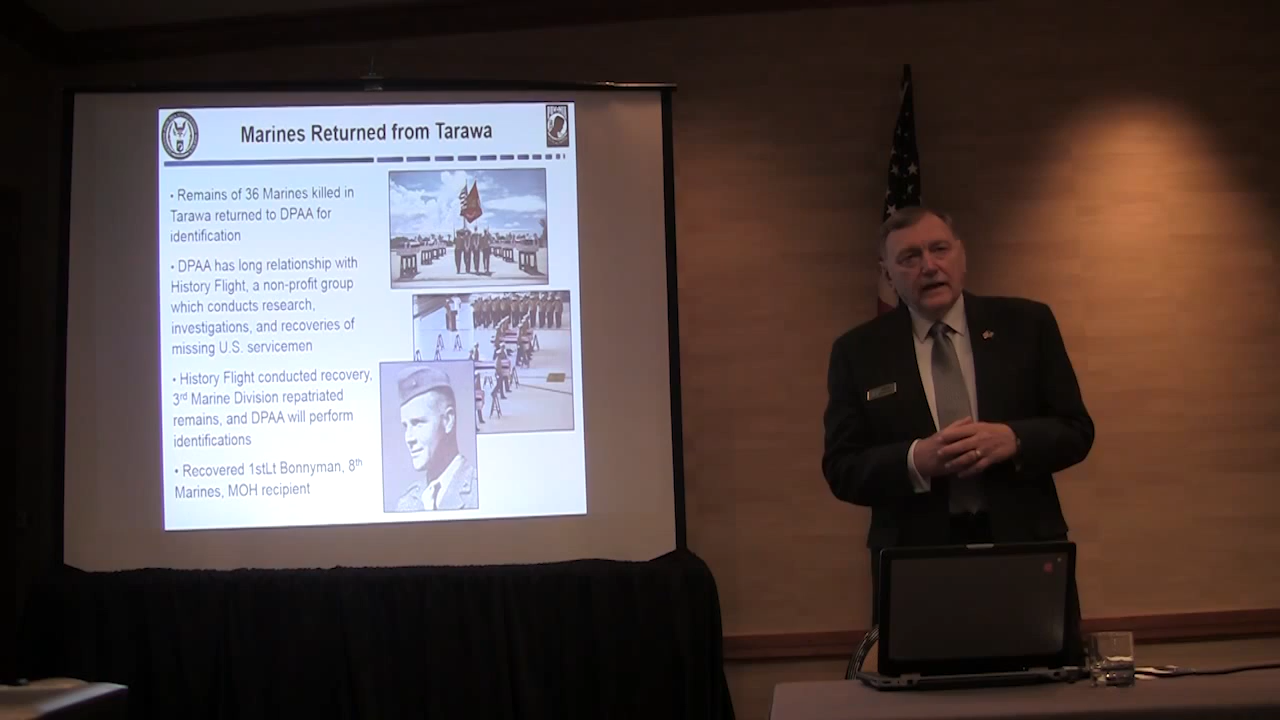 Marines Returned from Tarawa
POW★MIA
• Remains of 36 Marines killed in
Tarawa returned to DPAA for
identification
• DPAA has long relationship with
History Flight, a non-profit group
which conducts research,
investigations, and recoveries of
missing U.S. servicemen
• History Flight conducted recovery,
3rd Marine Division repatriated
remains, and DPAA will perform
identifications
• Recovered 1stLt Bonnyman, 8th
Marines, MOH recipient